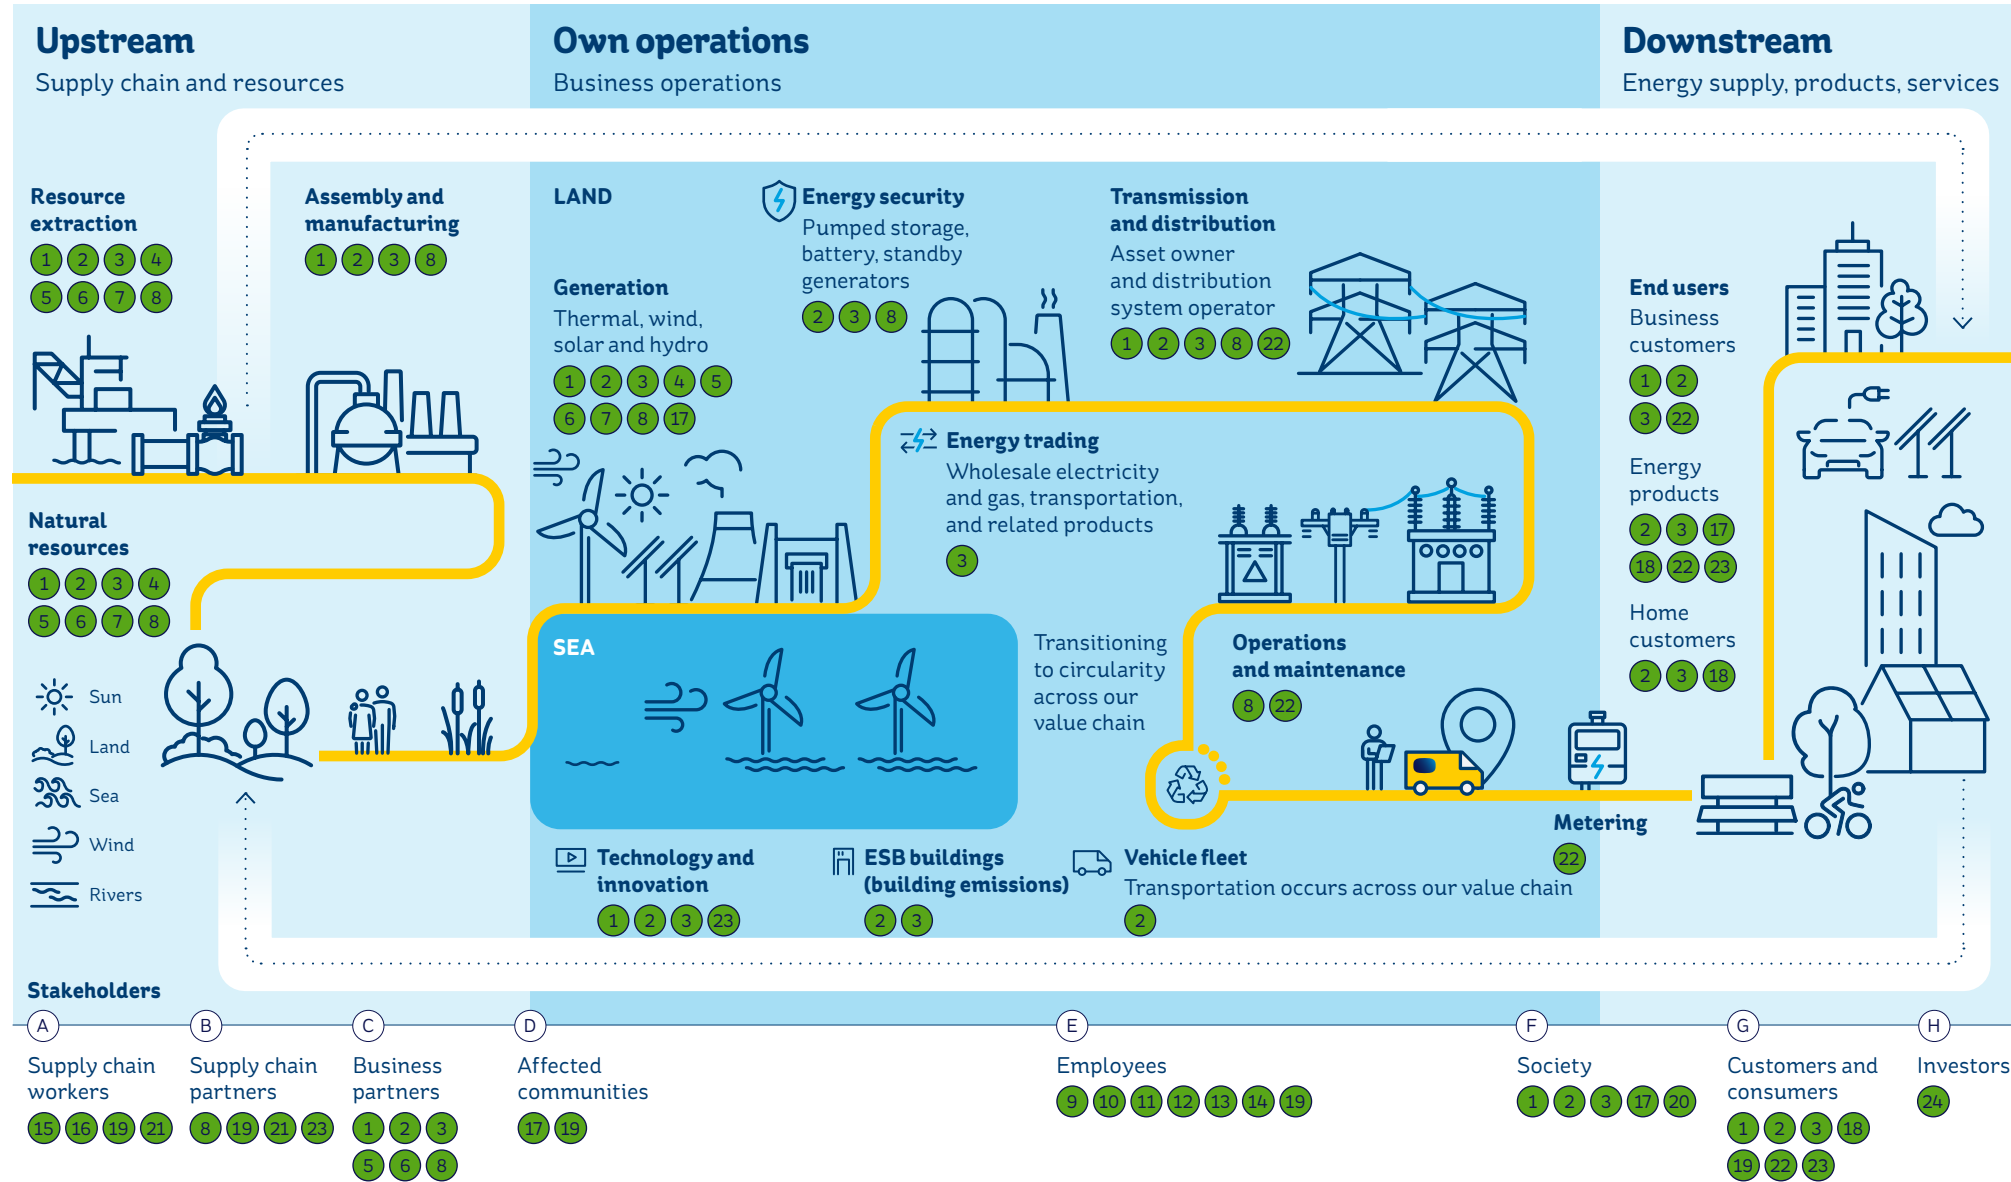 Upstream
Supply chain and resources
Own operations
Business operations
Downstream
Energy supply, products, services
Resource
extraction
1 2 3 4
5 6 7 8
Assembly and
manufacturing
1 2 3 8
Natural
resources
1 2 3 4
5 6 7 8
Sun
Land
Sea
Wind
Rivers
LAND
Generation
Thermal, wind,
solar and hydro
1 2 3 4 5
6 7 8 17
Energy security
Pumped storage,
battery, standby
generators
2 3 8
Transmission
and distribution
Asset owner
and distribution
system operator
1 2 3 8 22
Energy trading
Wholesale electricity
and gas, transportation,
and related products
3
SEA
Transitioning
to circularity
across our
value chain
Operations
and maintenance
8 22
Metering
22
Technology and
innovation
1 2 3 23
ESB buildings
(building emissions)
2 3
Vehicle fleet
Transportation occurs across our value chain
2
End users
Business
customers
1 2
3 22
Energy
products
2 3 17
18 22 23
Home
customers
2 3 18
Stakeholders
A
Supply chain
workers
15 16 19 21
B
Supply chain
partners
8 19 21 23
C
Business
partners
1 2 3
5 6 8
D
Affected
communities
17 19
E
Employees
9 10 11 12 13 14 19
F
Society
1 2 3 17 20
G
Customers and
consumers
1 2 3 18
19 22 23
H
Investors
24